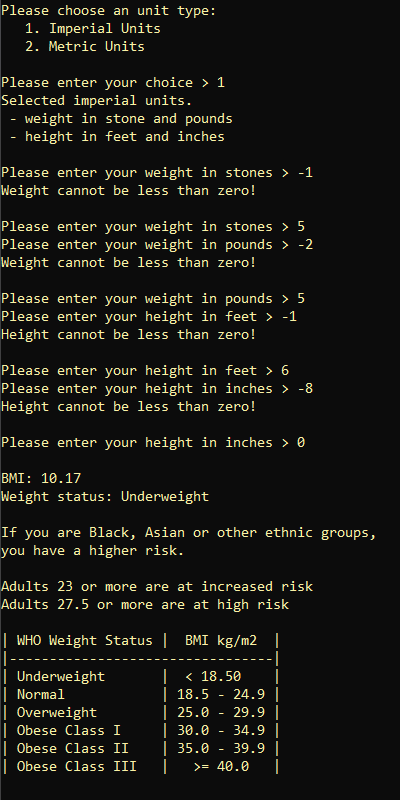 Please choose an unit type:
   1. Imperial Units
   2. Metric Units

Please enter your choice > 1
Selected imperial units.
 - weight in stone and pounds
 - height in feet and inches

Please enter your weight in stones > -1
Weight cannot be less than zero!

Please enter your weight in stones > 5
Please enter your weight in pounds > -2
Weight cannot be less than zero!

Please enter your weight in pounds > 5
Please enter your height in feet > -1
Height cannot be less than zero!

Please enter your height in feet > 6
Please enter your height in inches > -8
Height cannot be less than zero!

Please enter your height in inches > 0

BMI: 10.17
Weight status: Underweight

If you are Black, Asian or other ethnic groups,
you have a higher risk.

Adults 23 or more are at increased risk
Adults 27.5 or more are at high risk

| WHO Weight Status |  BMI kg/m2  |
|---------------------------------|
| Underweight       |  < 18.50    |
| Normal            | 18.5 - 24.9 |
| Overweight        | 25.0 - 29.9 |
| Obese Class I     | 30.0 - 34.9 |
| Obese Class II    | 35.0 - 39.9 |
| Obese Class III   |   >= 40.0   |